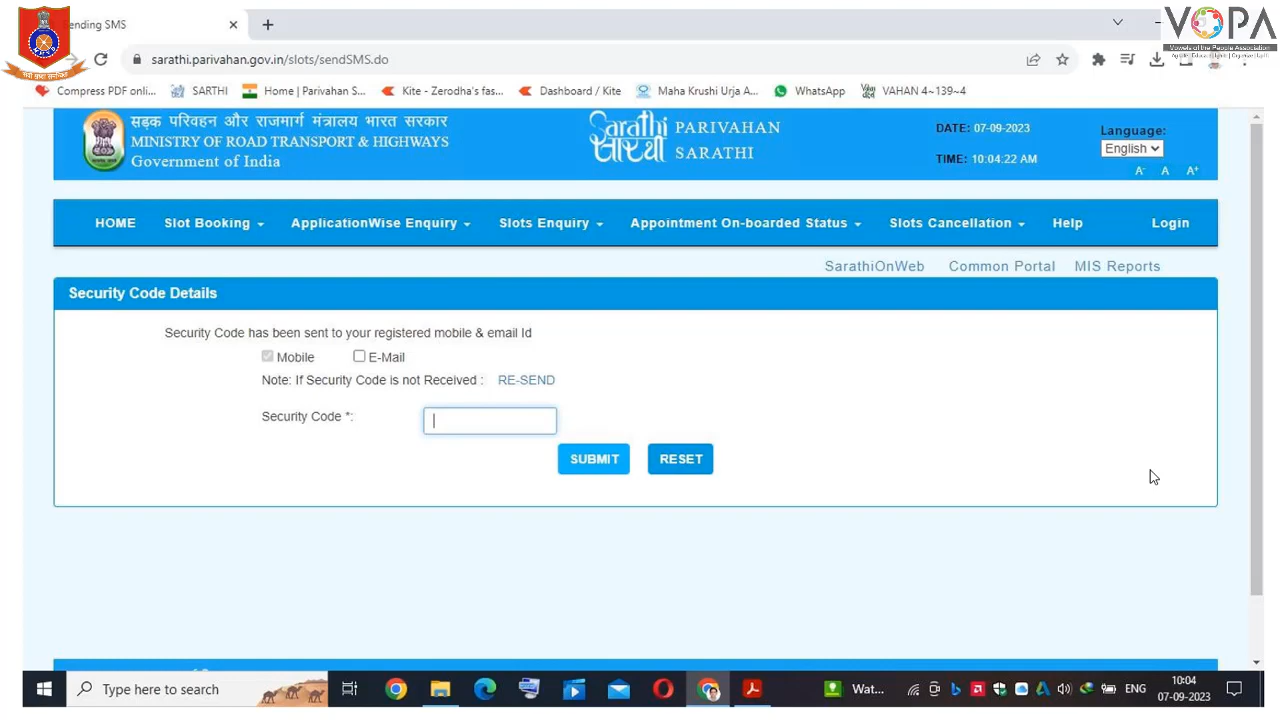 Sending SMS
VOPA
Vowels of the People Association
sarathi.parivahan.gov.in/slots/sendSMS.do
Compress PDF onli... SARTHI Home | Parivahan S... Kite - Zerodha's fas... Dashboard / Kite Maha Krushi Urja A... WhatsApp VAHAN 4~139~4
सड़क परिवहन और राजमार्ग मंत्रालय भारत सरकार
MINISTRY OF ROAD TRANSPORT & HIGHWAYS
Government of India
Sarathi
सारथी
PARIVAHAN
SARATHI
DATE: 07-09-2023
TIME: 10:04:22 AM
Language:
English
A- A A+
HOME Slot Booking ApplicationWise Enquiry Slots Enquiry Appointment On-boarded Status Slots Cancellation Help Login
SarathiOnWeb Common Portal MIS Reports
Security Code Details
Security Code has been sent to your registered mobile & email Id
Mobile E-Mail
Note: If Security Code is not Received : RE-SEND
Security Code *:
SUBMIT RESET
Type here to search
Wat...
ENG
10:04
07-09-2023